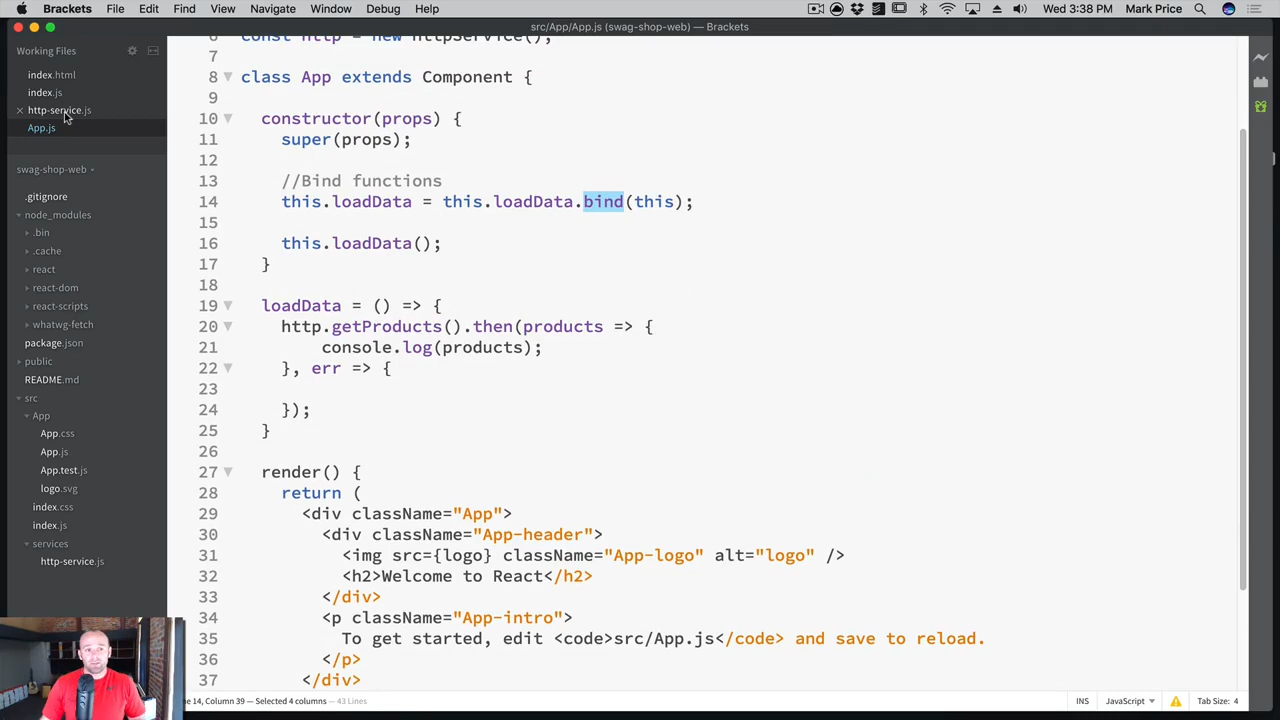 Brackets File Edit Find View Navigate Window Debug Help Wed 3:38 PM Mark Price
src/App/App.js (swag-shop-web) — Brackets
Working Files
index.html
index.js
http-service.js
App.js
swag-shop-web
.gitignore
node_modules
.bin
.cache
react
react-dom
react-scripts
whatwg-fetch
package.json
public
README.md
src
App
App.css
App.js
App.test.js
logo.svg
index.css
index.js
services
http-service.js
6 const http = new HttpService();
7
8 class App extends Component {
9
10 constructor(props) {
11 super(props);
12
13 //Bind functions
14 this.loadData = this.loadData.bind(this);
15
16 this.loadData();
17 }
18
19 loadData = () => {
20 http.getProducts().then(products => {
21 console.log(products);
22 }, err => {
23
24 });
25 }
26
27 render() {
28 return (
29 <div className="App">
30 <div className="App-header">
31 <img src={logo} className="App-logo" alt="logo" />
32 <h2>Welcome to React</h2>
33 </div>
34 <p className="App-intro">
35 To get started, edit <code>src/App.js</code> and save to reload.
36 </p>
37 </div>
ne 14, Column 39 — Selected 4 columns — 43 Lines
INS JavaScript Tab Size: 4